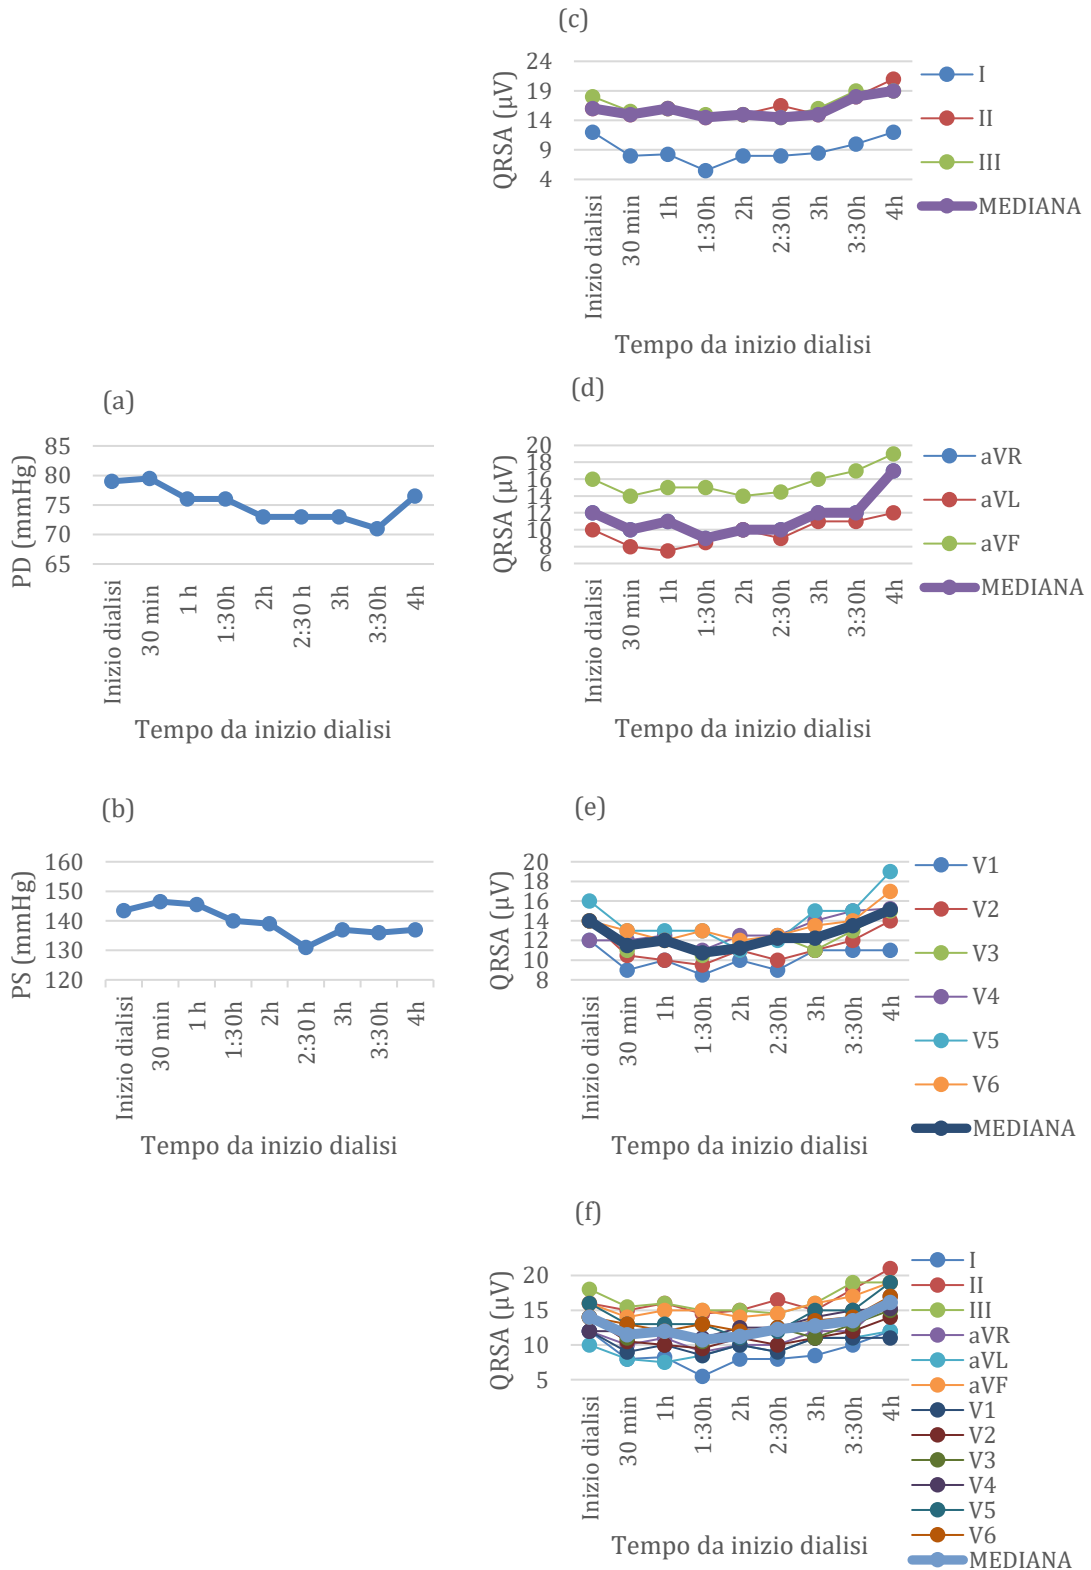 (c)
QRSA (μV)
24
19
14
9
4
Inizio dialisi
30 min
1h
1:30h
2h
2:30h
3h
3:30h
4h
Tempo da inizio dialisi
I
II
III
MEDIANA
(a)
PD (mmHg)
85
80
75
70
65
Inizio dialisi
30 min
1 h
1:30h
2h
2:30 h
3h
3:30h
4h
Tempo da inizio dialisi
(d)
QRSA (μV)
20
18
16
14
12
10
8
6
Inizio dialisi
30 min
1h
1:30h
2h
2:30h
3h
3:30h
4h
Tempo da inizio dialisi
aVR
aVL
aVF
MEDIANA
(b)
PS (mmHg)
160
150
140
130
120
Inizio dialisi
30 min
1 h
1:30h
2h
2:30 h
3h
3:30h
4h
Tempo da inizio dialisi
(e)
QRSA (μV)
20
18
16
14
12
10
8
Inizio dialisi
30 min
1h
1:30h
2h
2:30h
3h
3:30h
4h
Tempo da inizio dialisi
V1
V2
V3
V4
V5
V6
MEDIANA
(f)
QRSA (μV)
20
15
10
5
Inizio dialisi
30 min
1h
1:30h
2h
2:30h
3h
3:30h
4h
Tempo da inizio dialisi
I
II
III
aVR
aVL
aVF
V1
V2
V3
V4
V5
V6
MEDIANA